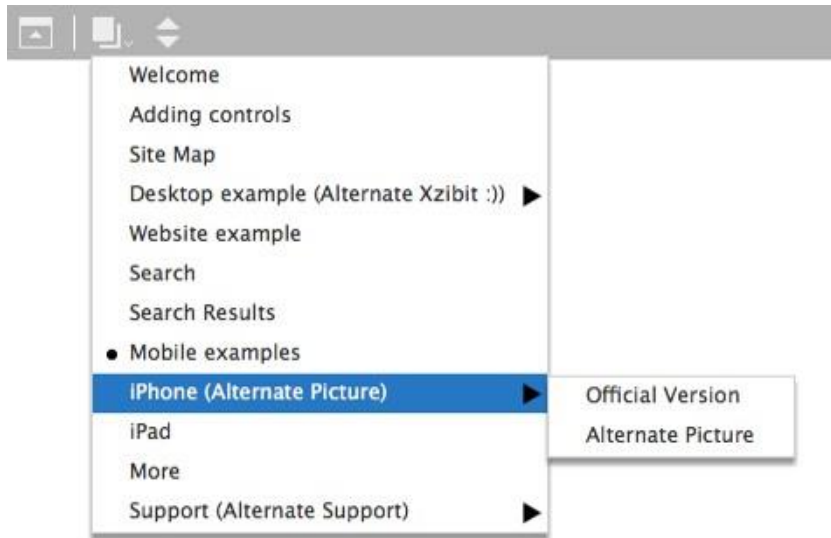 Welcome
Adding controls
Site Map
Desktop example (Alternate Xzibit :))
Website example
Search
Search Results
Mobile examples
iPhone (Alternate Picture)
Official Version
iPad
Alternate Picture
More
Support (Alternate Support)